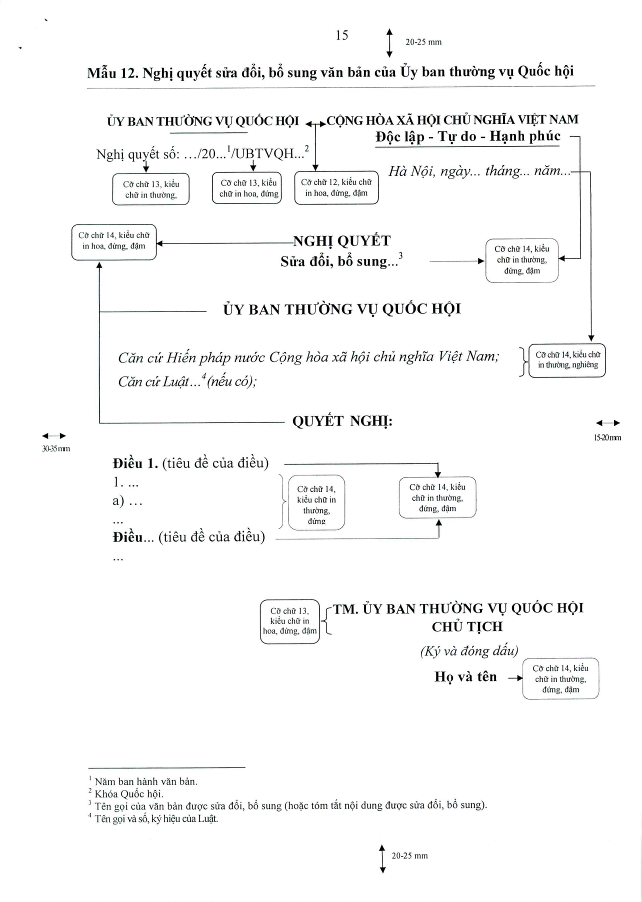 15
20-25 mm
Mẫu 12. Nghị quyết sửa đổi, bổ sung văn bản của Ủy ban thường vụ Quốc hội
ỦY BAN THƯỜNG VỤ QUỐC HỘI
CỘNG HÒA XÃ HỘI CHỦ NGHĨA VIỆT NAM
Độc lập - Tự do - Hạnh phúc
Nghị quyết số: …/20...1/UBTVQH...2
Hà Nội, ngày... tháng... năm...
Cỡ chữ 13, kiểu
chữ in thường,
Cỡ chữ 13, kiểu
chữ in hoa, đứng
Cỡ chữ 12, kiểu chữ
in hoa, đứng, đậm
Cỡ chữ 14, kiểu chữ
in hoa, đứng, đậm
NGHỊ QUYẾT
Sửa đổi, bổ sung...3
Cỡ chữ 14, kiểu
chữ in thường,
đứng, đậm
ỦY BAN THƯỜNG VỤ QUỐC HỘI
Căn cứ Hiến pháp nước Cộng hòa xã hội chủ nghĩa Việt Nam;
Căn cứ Luật...4 (nếu có);
Cỡ chữ 14, kiểu chữ
in thường, nghiêng
QUYẾT NGHỊ:
30-35mm
15-20mm
Điều 1. (tiêu đề của điều)
1. ...
a) …
...
Điều... (tiêu đề của điều)
...
Cỡ chữ 14,
kiểu chữ in
thường,
đứng
Cỡ chữ 14, kiểu
chữ in thường,
đứng, đậm
Cỡ chữ 13,
kiểu chữ in
hoa, đứng, đậm
TM. ỦY BAN THƯỜNG VỤ QUỐC HỘI
CHỦ TỊCH
(Ký và đóng dấu)
Họ và tên
Cỡ chữ 14, kiểu
chữ in thường,
đứng, đậm
1 Năm ban hành văn bản.
2 Khóa Quốc hội.
3 Tên gọi của văn bản được sửa đổi, bổ sung (hoặc tóm tắt nội dung được sửa đổi, bổ sung).
4 Tên gọi và số, ký hiệu của Luật.
20-25 mm